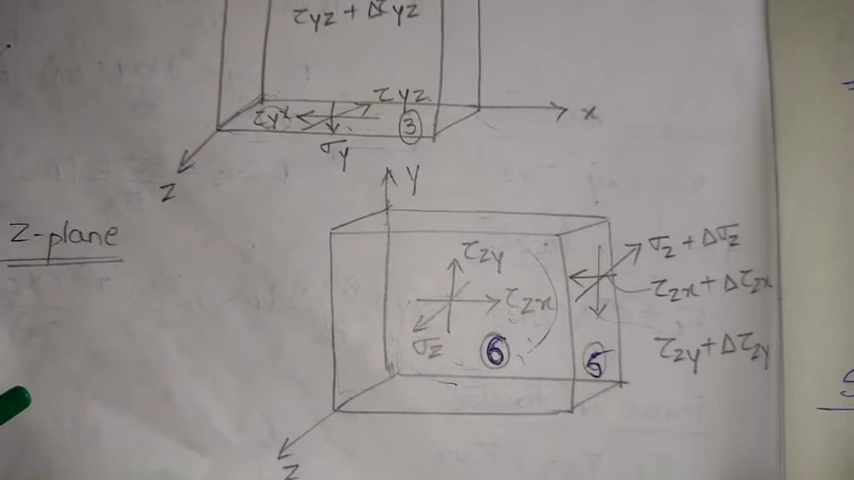 τyz + Δτyz
τyz
τyx
③
x
σy
z
y
Z-plane
σz + Δσz
τzy
τzx + Δτzx
τzx
σz
⑥
⑤
τzy + Δτzy
z